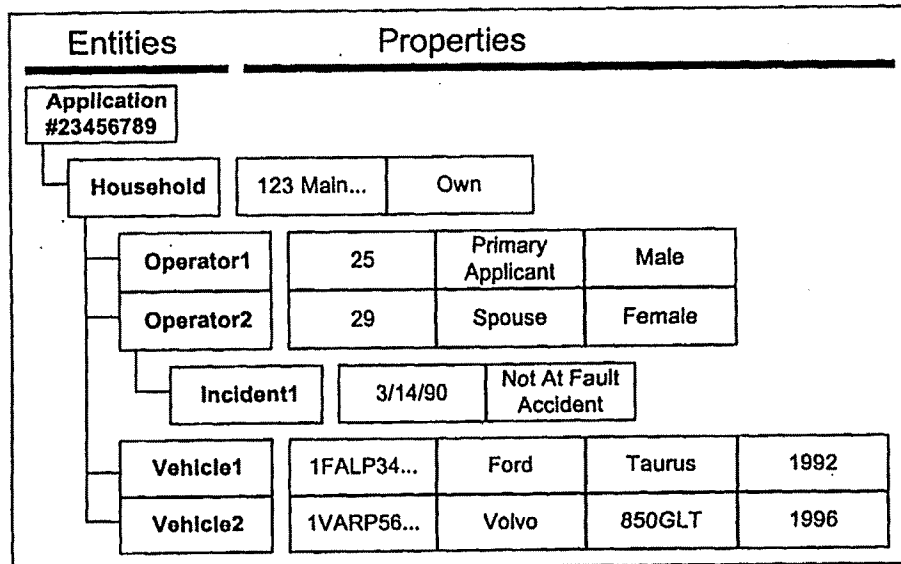 Entities Properties
Application
#23456789
Household 123 Main... Own
Operator1 25 Primary Applicant Male
Operator2 29 Spouse Female
Incident1 3/14/90 Not At Fault Accident
Vehicle1 1FALP34... Ford Taurus 1992
Vehicle2 1VARP56... Volvo 850GLT 1996